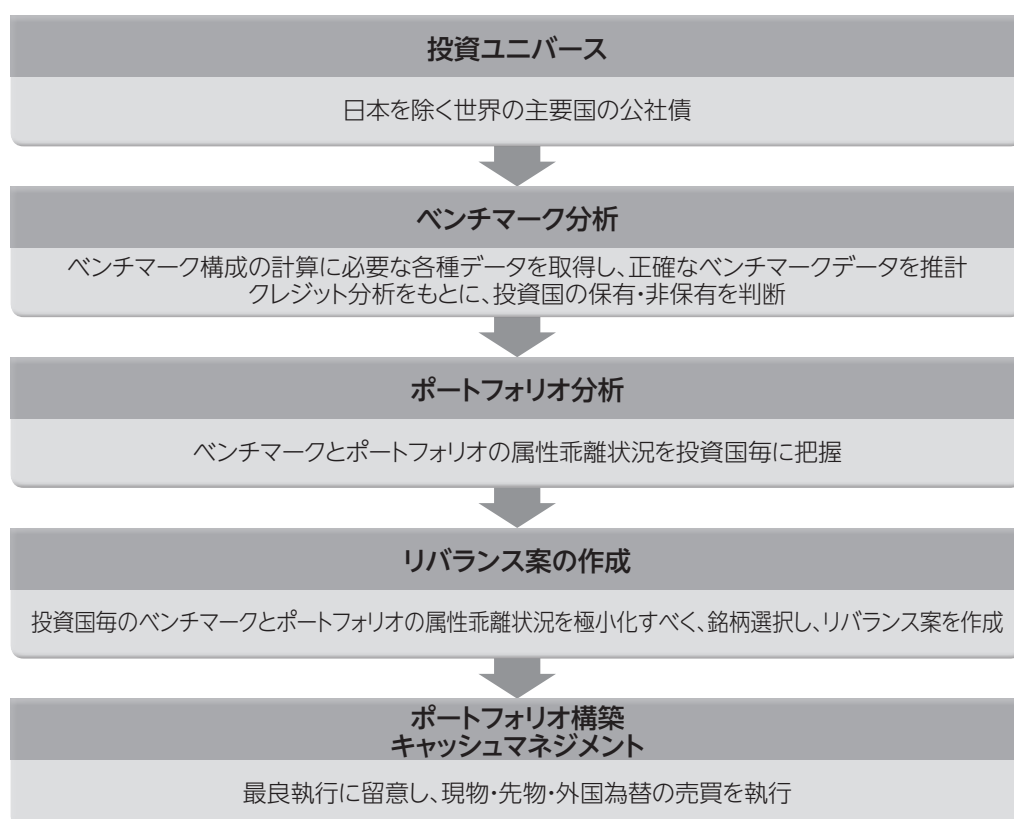 投資ユニバース
日本を除く世界の主要国の公社債
ベンチマーク分析
ベンチマーク構成の計算に必要な各種データを取得し、正確なベンチマークデータを推計
クレジット分析をもとに、投資国の保有・非保有を判断
ポートフォリオ分析
ベンチマークとポートフォリオの属性乖離状況を投資国毎に把握
リバランス案の作成
投資国毎のベンチマークとポートフォリオの属性乖離状況を極小化すべく、銘柄選択し、リバランス案を作成
ポートフォリオ構築
キャッシュマネジメント
最良執行に留意し、現物・先物・外国為替の売買を執行